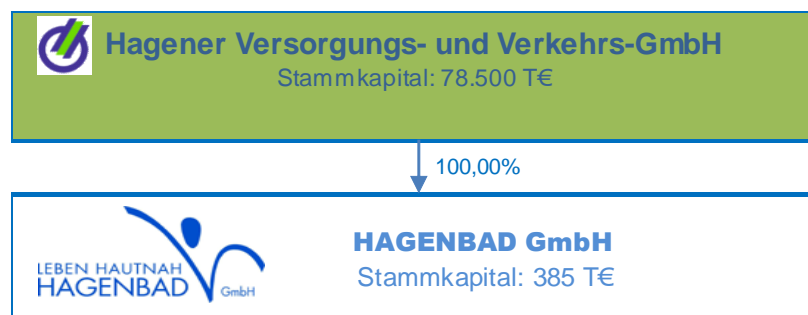 Hagener Versorgungs- und Verkehrs-GmbH
Stammkapital: 78.500 T€
100,00%
LEBEN HAUTNAH
HAGENBAD GmbH
HAGENBAD GmbH
Stammkapital: 385 T€